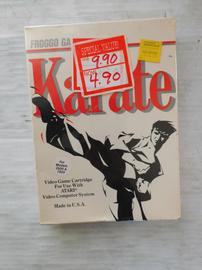 FROGGO GA
SPECIAL VALUE!
9.90
4.90
Karate
For
Models
2600 &
7800
Video Game Cartridge
For Use With
ATARI®
Video Computer System
Made in U.S.A.